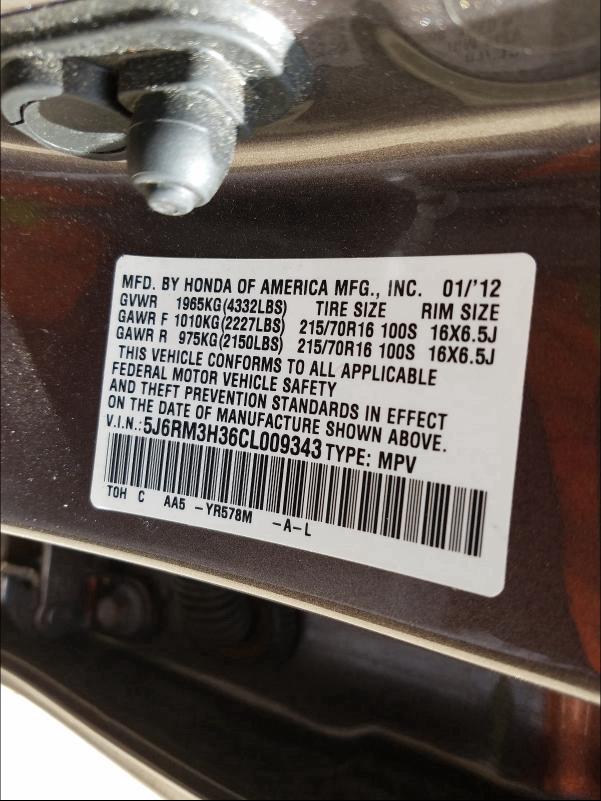 MFD. BY HONDA OF AMERICA MFG., INC. 01/'12
GVWR 1965KG(4332LBS) TIRE SIZE RIM SIZE
GAWR F 1010KG(2227LBS) 215/70R16 100S 16X6.5J
GAWR R 975KG(2150LBS) 215/70R16 100S 16X6.5J
THIS VEHICLE CONFORMS TO ALL APPLICABLE
FEDERAL MOTOR VEHICLE SAFETY
AND THEFT PREVENTION STANDARDS IN EFFECT
ON THE DATE OF MANUFACTURE SHOWN ABOVE.
V.I.N.:5J6RM3H36CL009343 TYPE: MPV
TOH C AA5 -YR578M -A-L